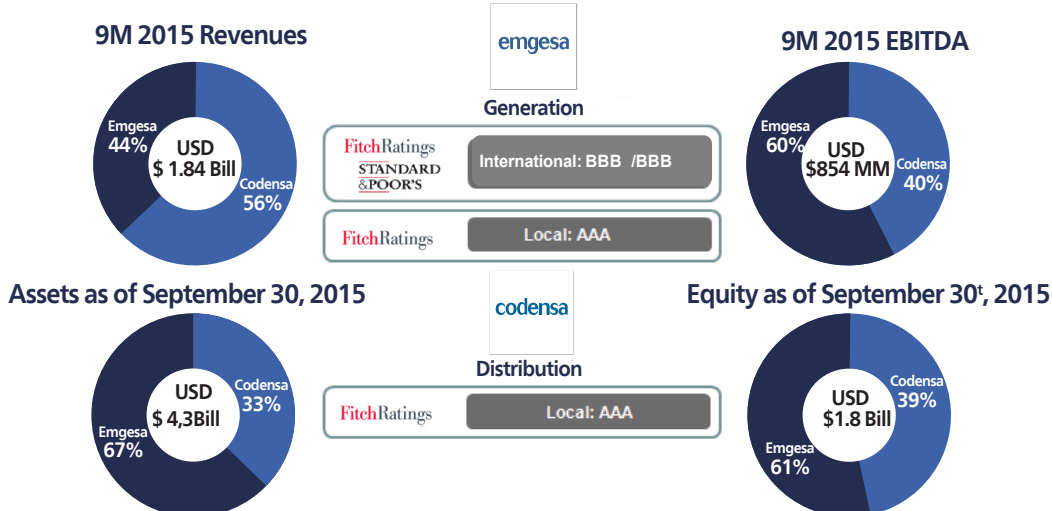 9M 2015 Revenues
Emgesa
44%
USD
$ 1.84 Bill
Codensa
56%
emgesa
Generation
FitchRatings
STANDARD
&POOR'S
International: BBB /BBB
FitchRatings
Local: AAA
9M 2015 EBITDA
Emgesa
60%
USD
$854 MM
Codensa
40%
Assets as of September 30, 2015
USD
$ 4,3Bill
Codensa
33%
Emgesa
67%
codensa
Distribution
FitchRatings
Local: AAA
Equity as of September 30ᵗ, 2015
Codensa
39%
USD
$1.8 Bill
Emgesa
61%